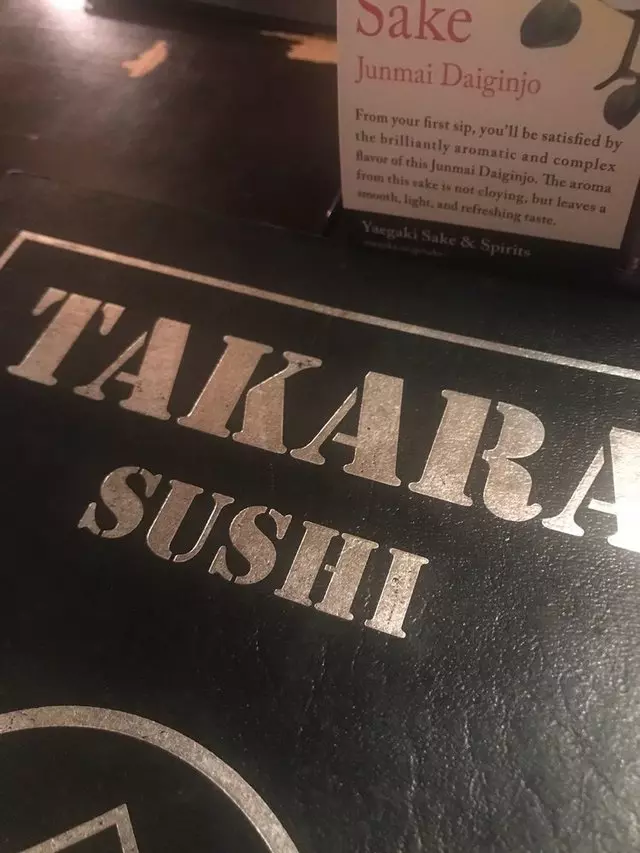 Sake
Junmai Daiginjo
From your first sip, you'll be satisfied by
the brilliantly aromatic and complex
flavor of this Junmai Daiginjo. The aroma
from this sake is not cloying, but leaves a
smooth, light, and refreshing taste.
Yaegaki Sake & Spirits
TAKARA
SUSHI